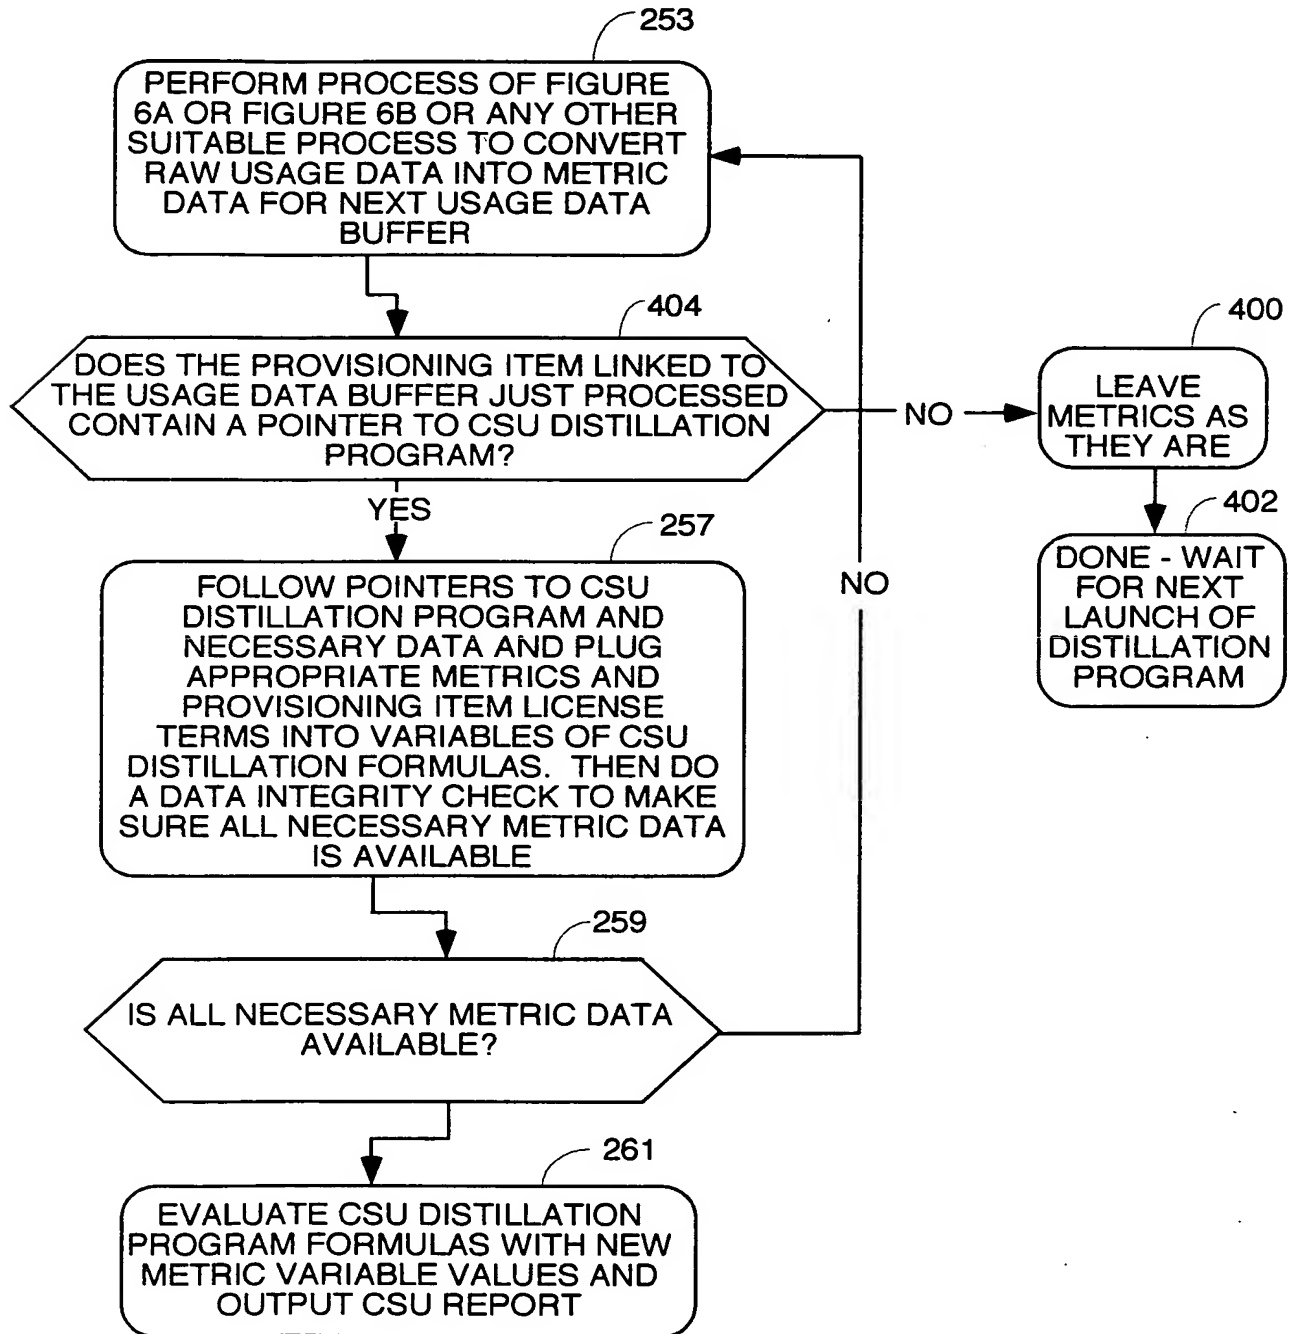 253
PERFORM PROCESS OF FIGURE
6A OR FIGURE 6B OR ANY OTHER
SUITABLE PROCESS TO CONVERT
RAW USAGE DATA INTO METRIC
DATA FOR NEXT USAGE DATA
BUFFER
404
DOES THE PROVISIONING ITEM LINKED TO
THE USAGE DATA BUFFER JUST PROCESSED
CONTAIN A POINTER TO CSU DISTILLATION
PROGRAM?
NO
400
LEAVE
METRICS AS
THEY ARE
402
DONE - WAIT
FOR NEXT
LAUNCH OF
DISTILLATION
PROGRAM
YES
257
FOLLOW POINTERS TO CSU
DISTILLATION PROGRAM AND
NECESSARY DATA AND PLUG
APPROPRIATE METRICS AND
PROVISIONING ITEM LICENSE
TERMS INTO VARIABLES OF CSU
DISTILLATION FORMULAS. THEN DO
A DATA INTEGRITY CHECK TO MAKE
SURE ALL NECESSARY METRIC DATA
IS AVAILABLE
NO
259
IS ALL NECESSARY METRIC DATA
AVAILABLE?
261
EVALUATE CSU DISTILLATION
PROGRAM FORMULAS WITH NEW
METRIC VARIABLE VALUES AND
OUTPUT CSU REPORT